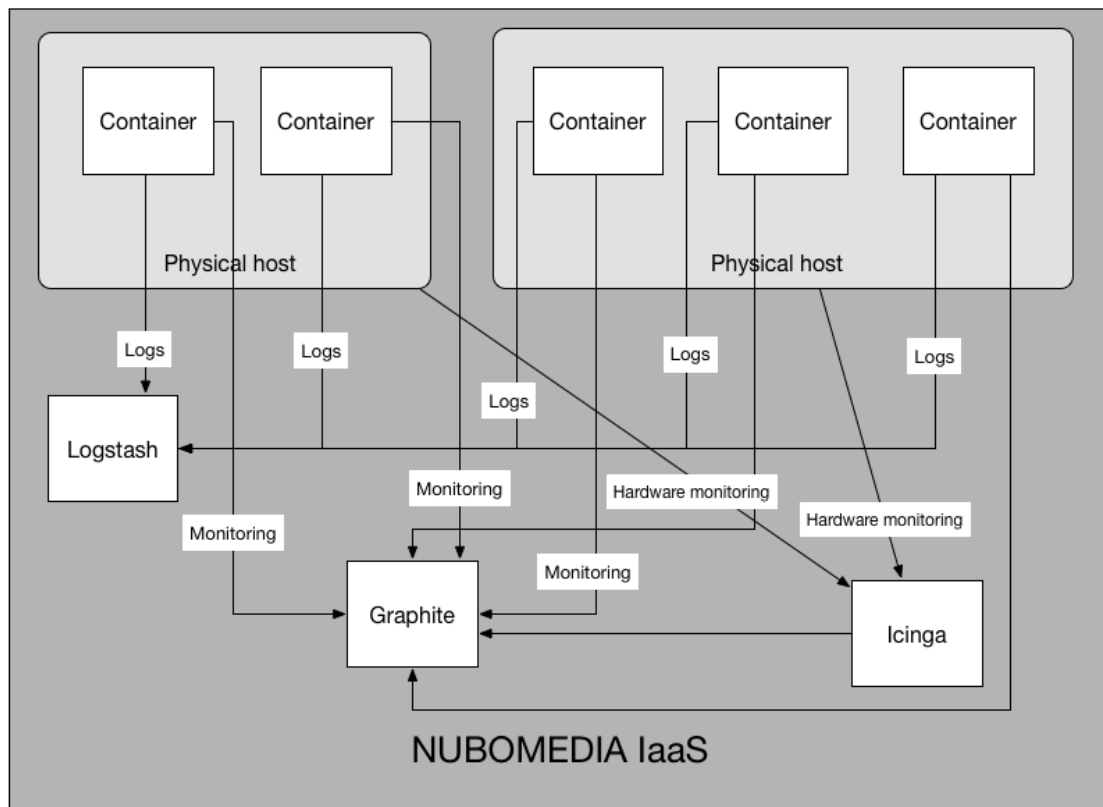 Container
Container
Container
Container
Container
Physical host
Physical host
Logs
Logs
Logs
Logs
Logs
Logstash
Monitoring
Hardware monitoring
Monitoring
Hardware monitoring
Monitoring
Graphite
Icinga
NUBOMEDIA IaaS